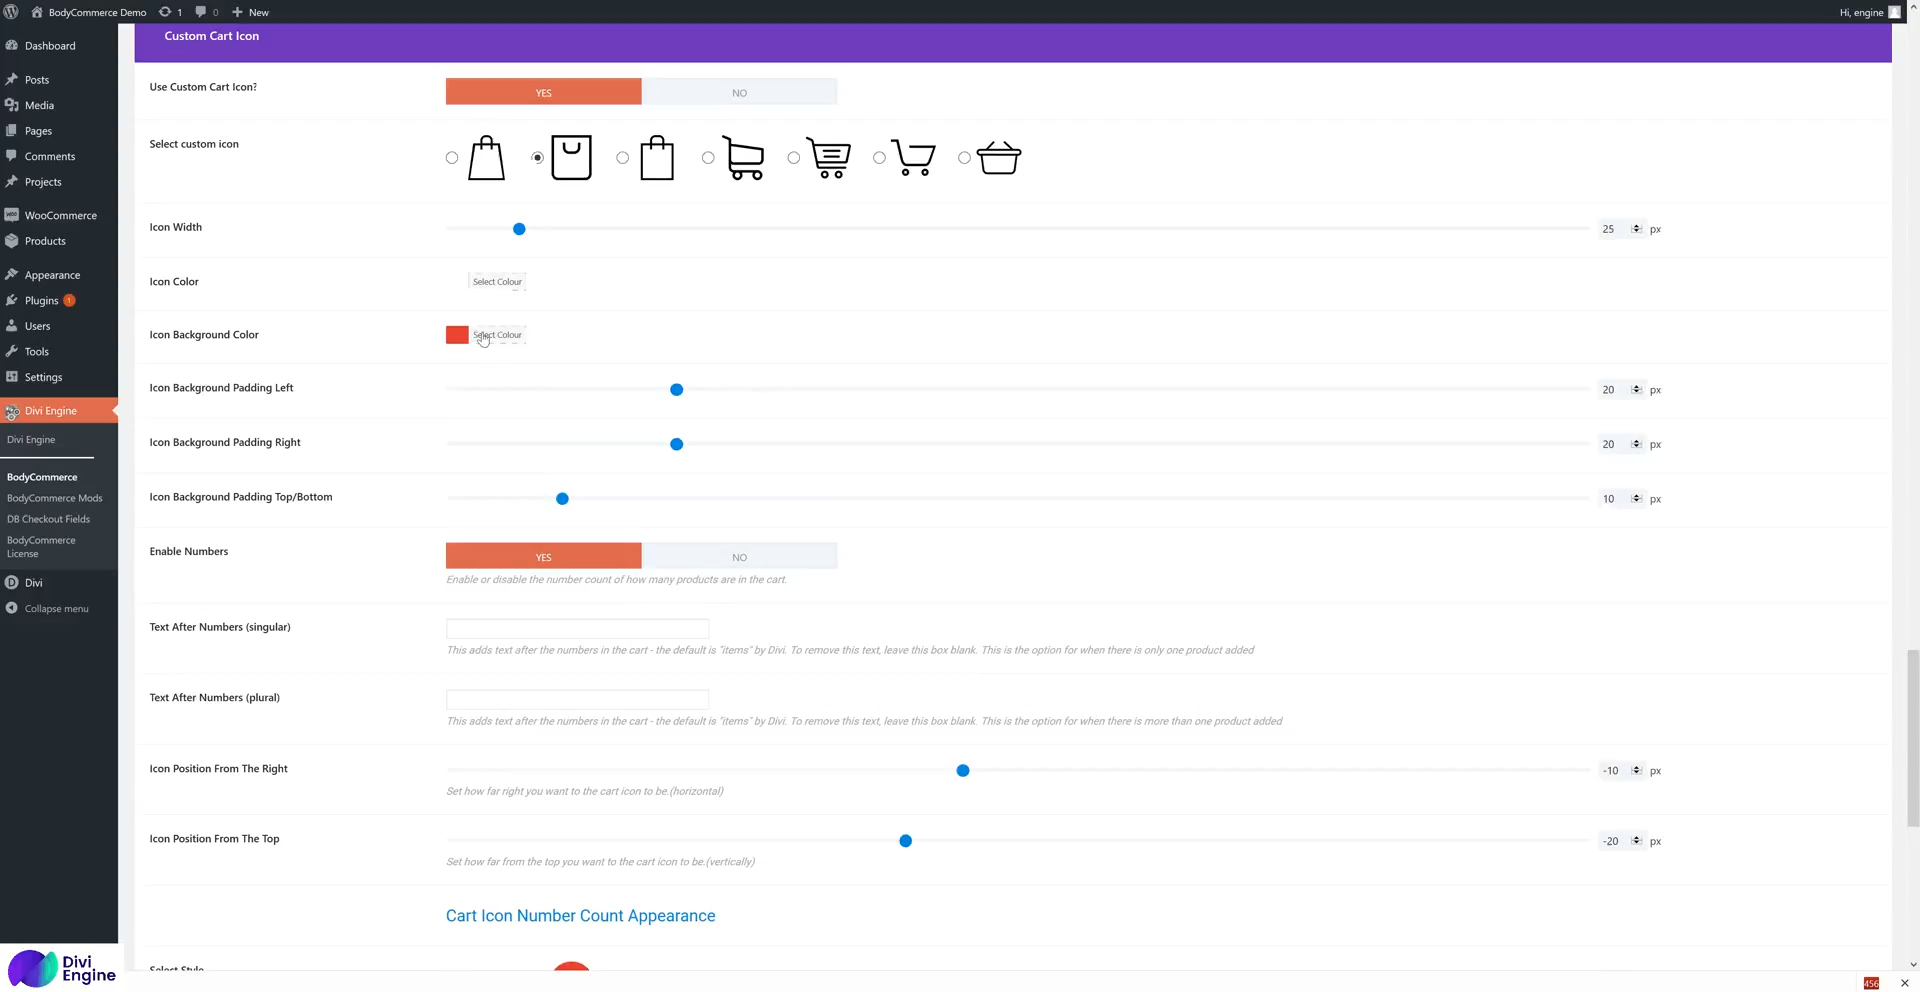 BodyCommerce Demo 1 0 New Hi, engine
Dashboard
Posts
Media
Pages
Comments
Projects
WooCommerce
Products
Appearance
Plugins 1
Users
Tools
Settings
Divi Engine
Divi Engine
BodyCommerce
BodyCommerce Mods
DB Checkout Fields
BodyCommerce
License
Divi
Collapse menu
Divi
Engine
Custom Cart Icon
Use Custom Cart Icon? YES NO
Select custom icon
Icon Width 25 px
Icon Color Select Colour
Icon Background Color Select Colour
Icon Background Padding Left 20 px
Icon Background Padding Right 20 px
Icon Background Padding Top/Bottom 10 px
Enable Numbers YES NO
Enable or disable the number count of how many products are in the cart.
Text After Numbers (singular)
This adds text after the numbers in the cart - the default is "items" by Divi. To remove this text, leave this box blank. This is the option for when there is only one product added
Text After Numbers (plural)
This adds text after the numbers in the cart - the default is "items" by Divi. To remove this text, leave this box blank. This is the option for when there is more than one product added
Icon Position From The Right -10 px
Set how far right you want to the cart icon to be.(horizontal)
Icon Position From The Top -20 px
Set how far from the top you want to the cart icon to be.(vertically)
Cart Icon Number Count Appearance
Select Style
456